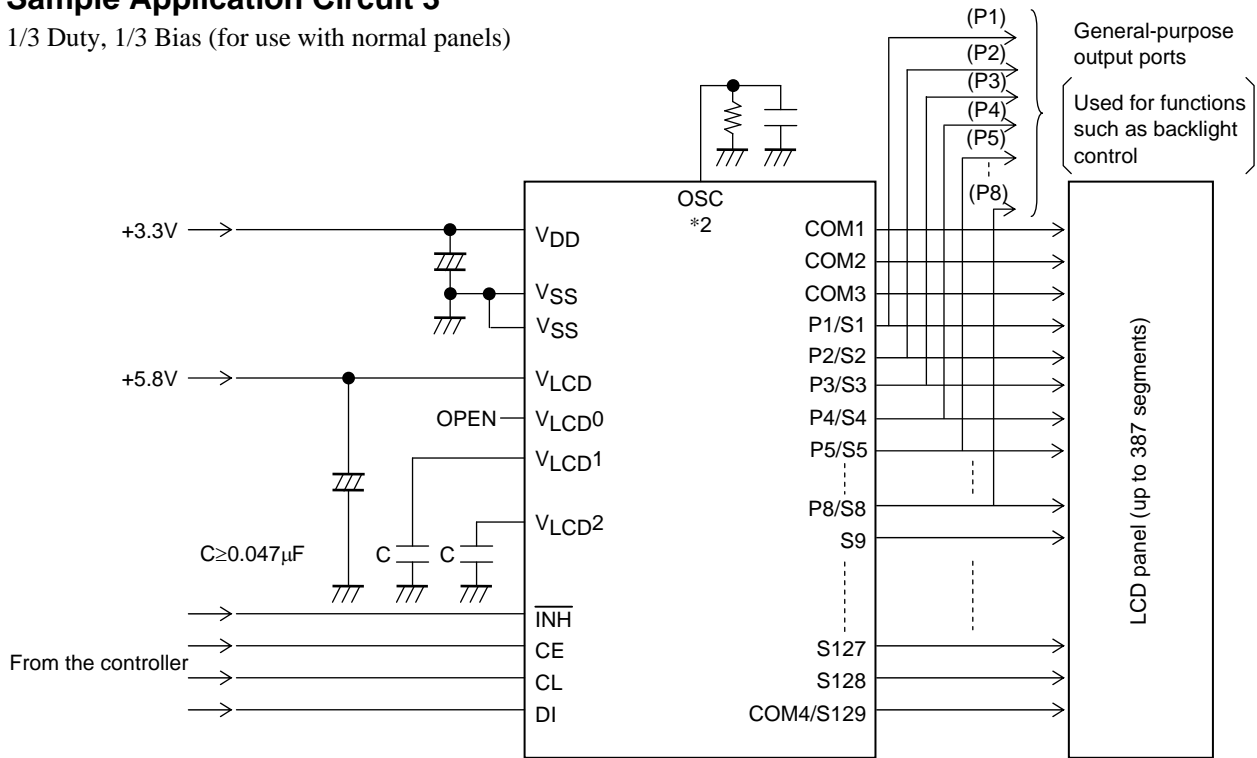 Sample Application Circuit 3
1/3 Duty, 1/3 Bias (for use with normal panels)
(P1)
(P2)
(P3)
(P4)
(P5)
(P8)
General-purpose
output ports
Used for functions
such as backlight
control
OSC
*2
+3.3V
VDD
VSS
VSS
+5.8V
VLCD
OPEN
VLCD0
VLCD1
VLCD2
C≥0.047μF
C
C
From the controller
INH
CE
CL
DI
COM1
COM2
COM3
P1/S1
P2/S2
P3/S3
P4/S4
P5/S5
P8/S8
S9
S127
S128
COM4/S129
LCD panel (up to 387 segments)